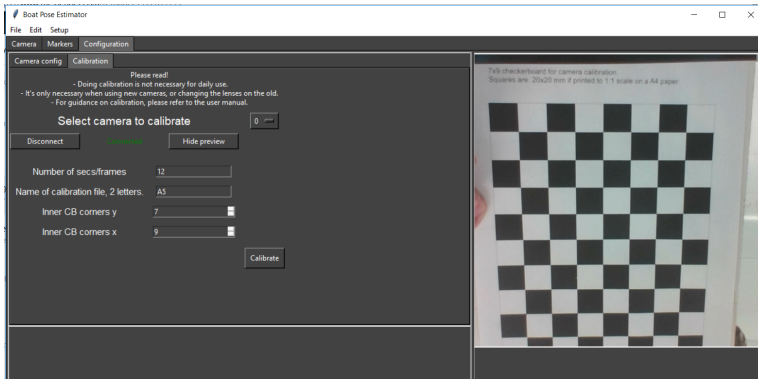 Boat Pose Estimator
File Edit Setup
Camera Markers Configuration
Camera config Calibration
Please read!
- Doing calibration is not necessary for daily use.
- It's only necessary when using new cameras, or changing the lenses on the old.
- For guidance on calibration, please refer to the user manual.
Select camera to calibrate 0
Disconnect Hide preview
Number of secs/frames 12
Name of calibration file, 2 letters. A5
Inner CB corners y 7
Inner CB corners x 9
Calibrate
7x9 checkerboard for camera calibration.
Squares are: 20x20 mm if printed to 1:1 scale on a A4 paper.